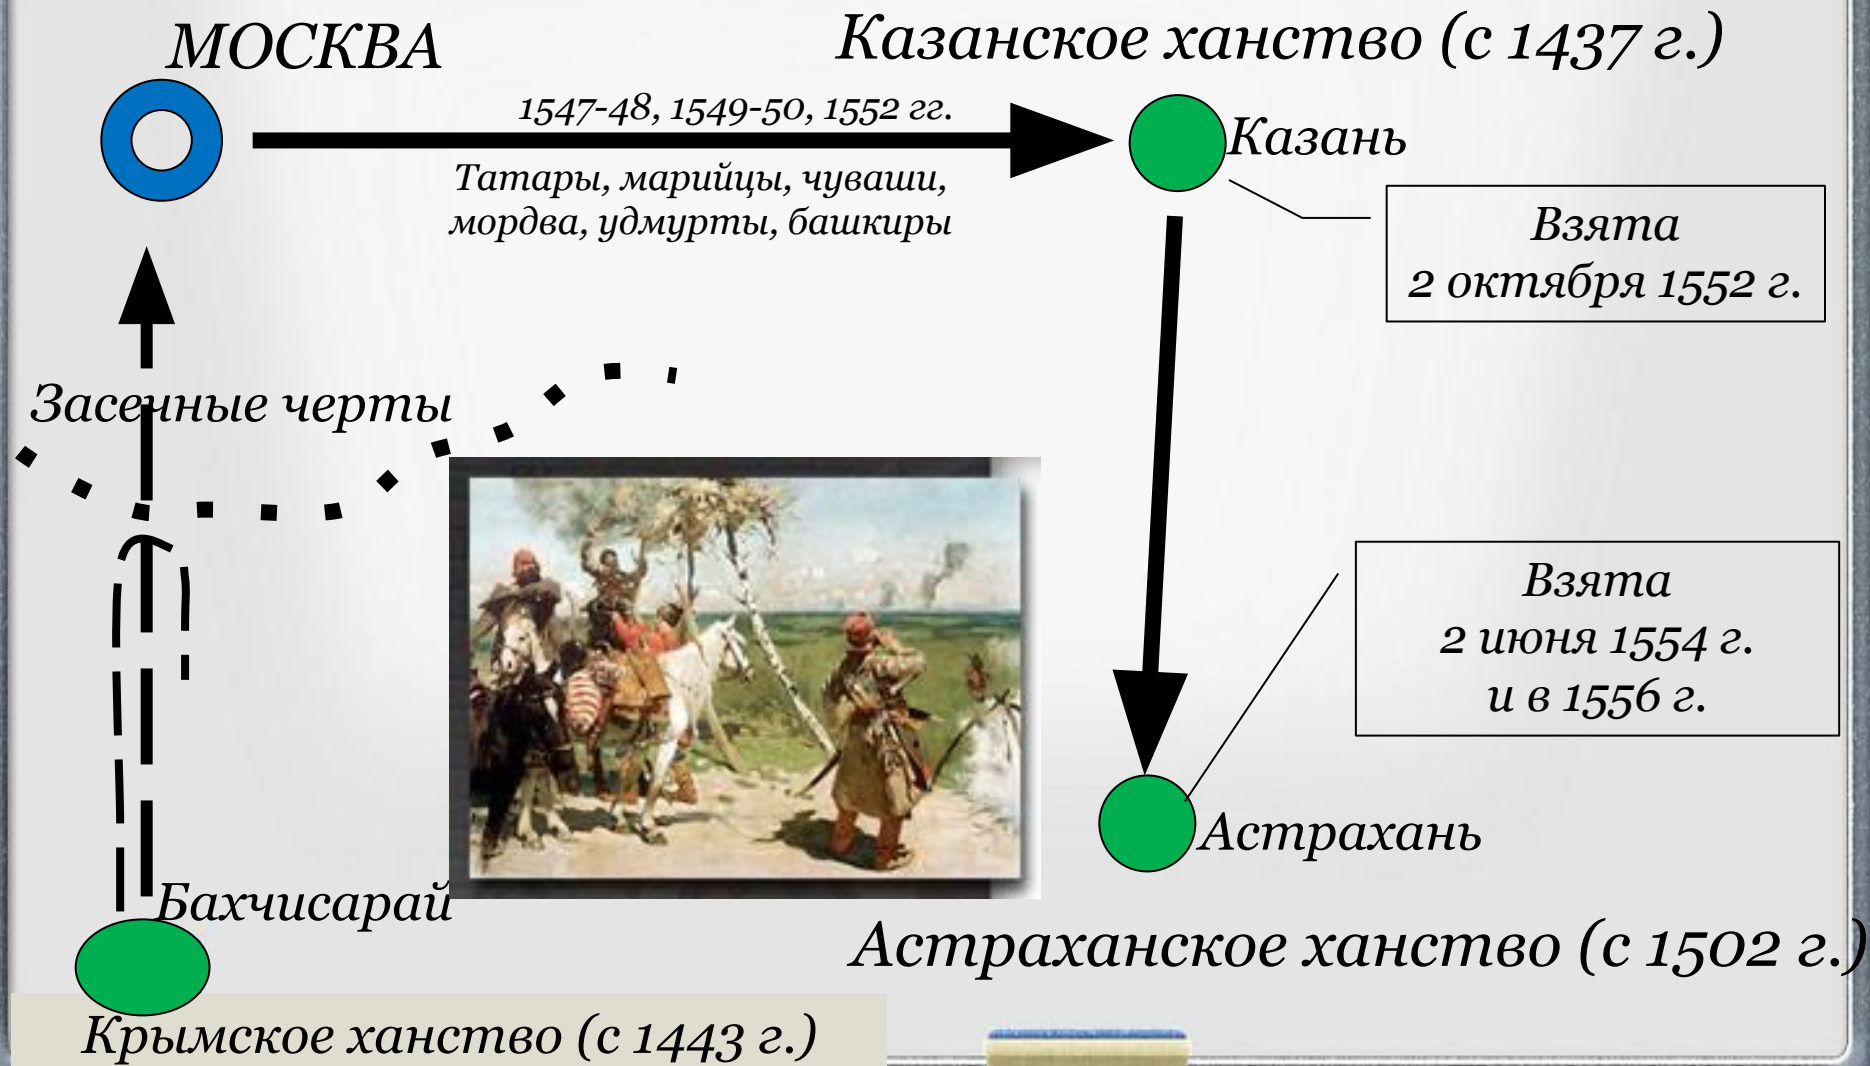 МОСКВА
Казанское ханство (с 1437 г.)
1547-48, 1549-50, 1552 гг.
Казань
Татары, марийцы, чуваши,
мордва, удмурты, башкиры
Взята
2 октября 1552 г.
Засечные черты
Взята
2 июня 1554 г.
и в 1556 г.
Астрахань
Бахчисарай
Астраханское ханство (с 1502 г.)
Крымское ханство (с 1443 г.)